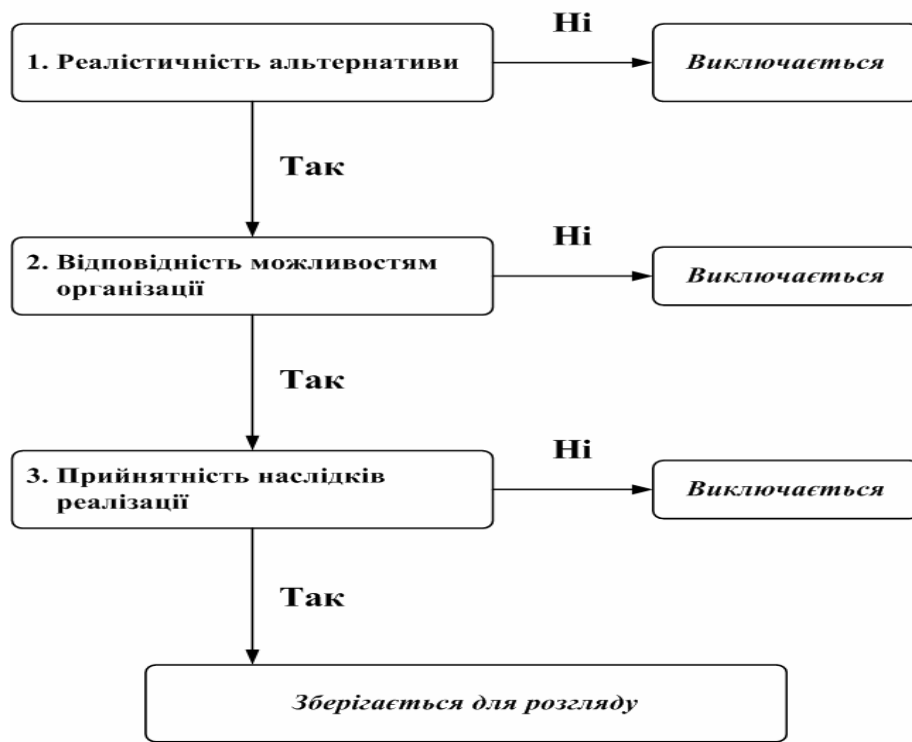 Ні
1. Реалістичність альтернативи
Виключається
Так
Ні
2. Відповідність можливостям
організації
Виключається
Так
Ні
3. Прийнятність наслідків
реалізації
Виключається
Так
Зберігається для розгляду